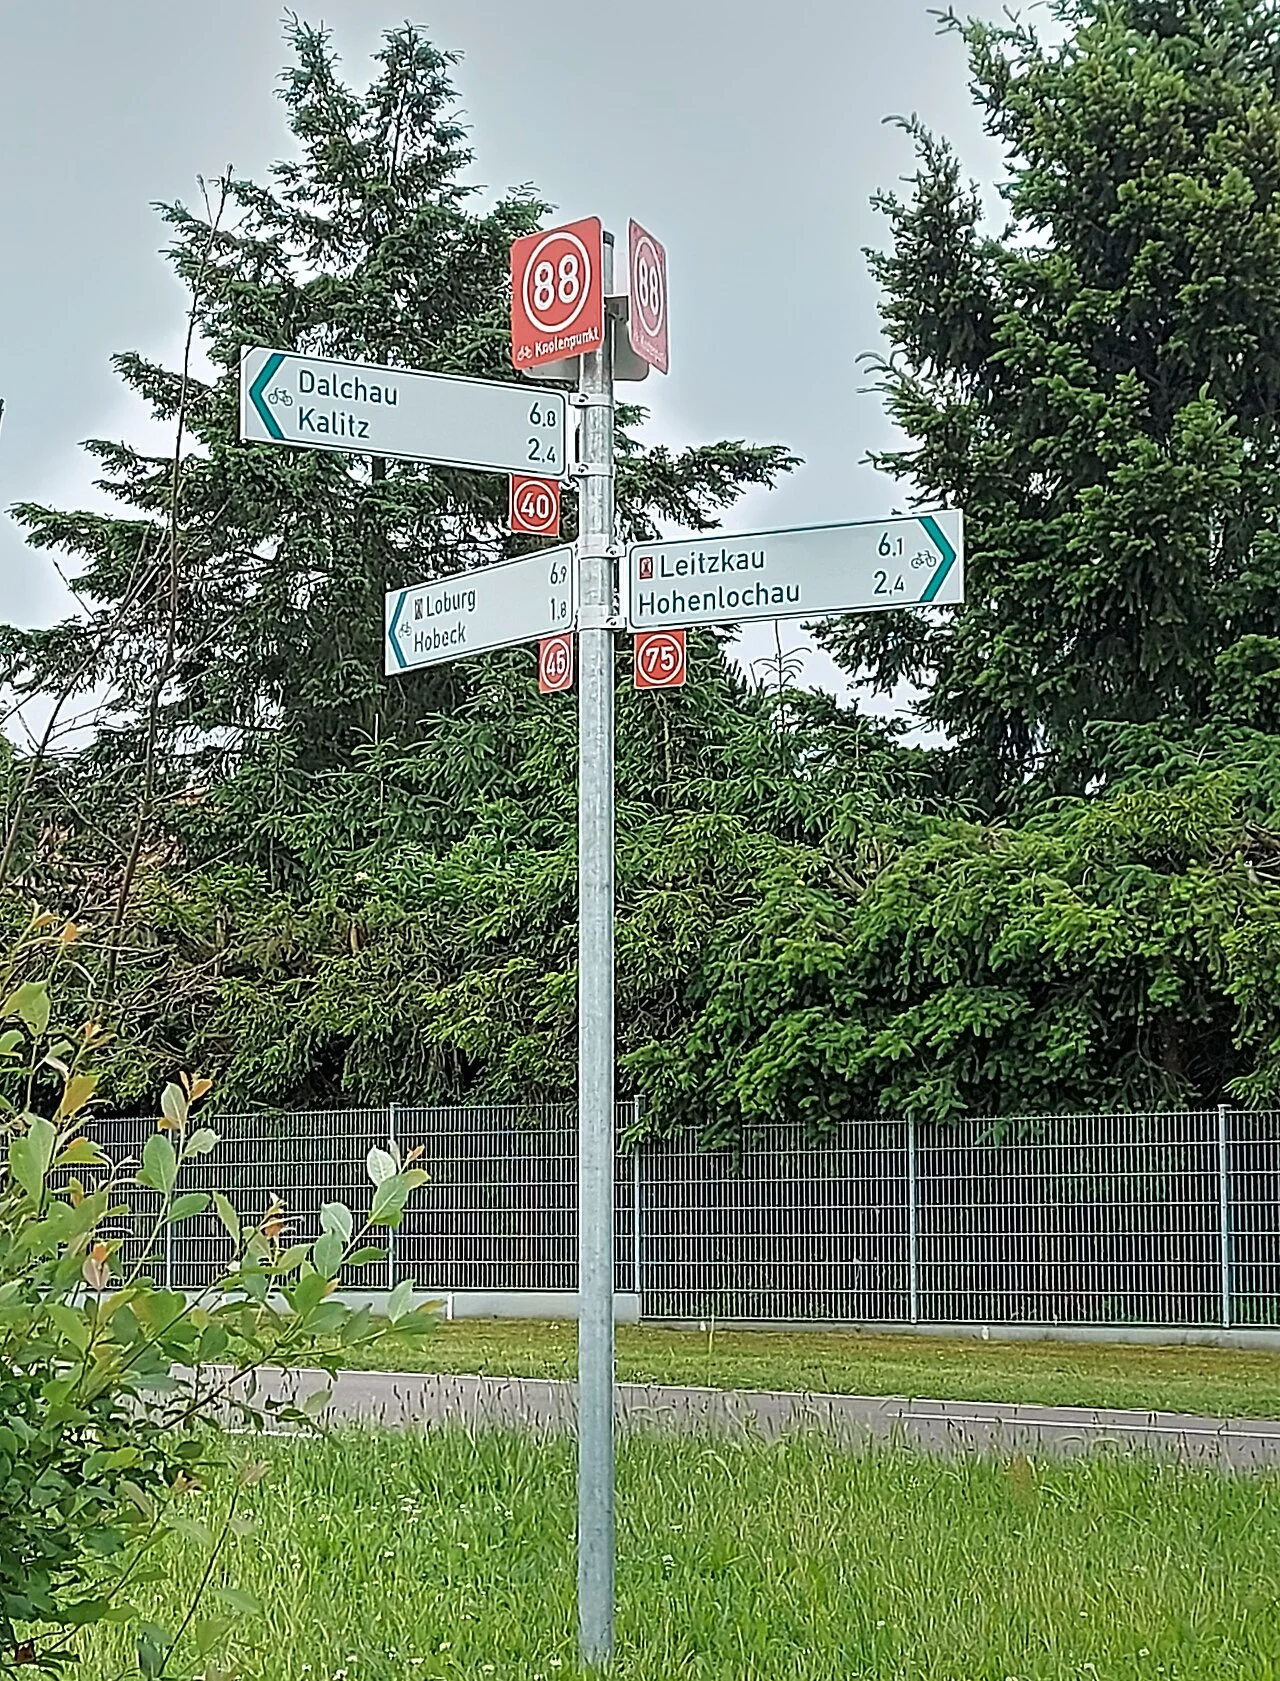 88
Knotenpunkt
88
Dalchau 6.8
Kalitz 2.4
40
Leitzkau 6.1
Hohenlochau 2.4
75
Loburg 6.9
Hobeck 1.8
45